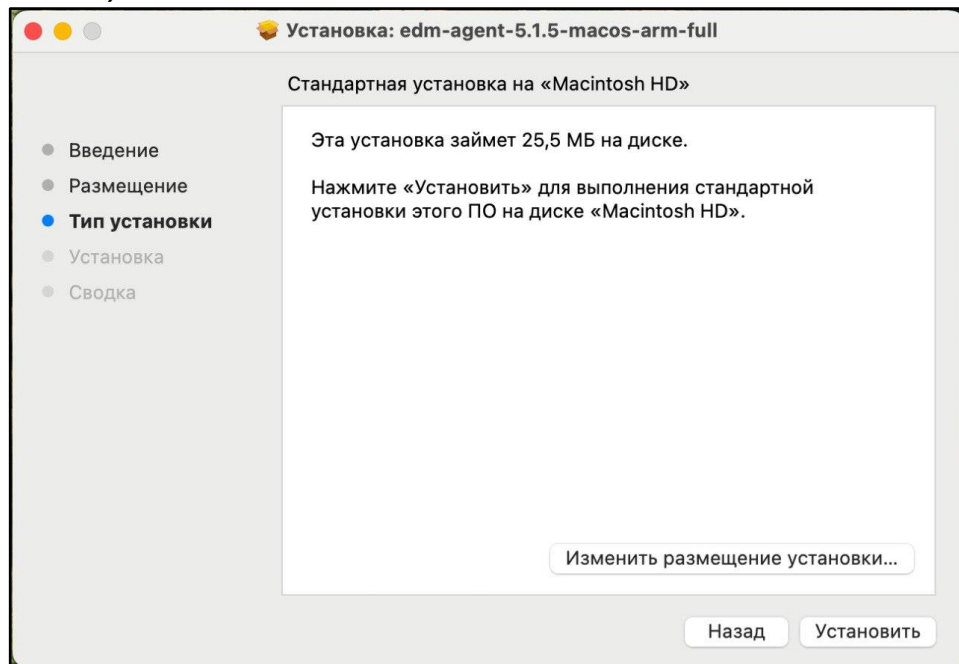 Установка: edm-agent-5.1.5-macos-arm-full
Стандартная установка на «Macintosh HD»
Введение
Размещение
Тип установки
Установка
Сводка
Эта установка займет 25,5 МБ на диске.
Нажмите «Установить» для выполнения стандартной
установки этого ПО на диске «Macintosh HD».
Изменить размещение установки...
Назад
Установить